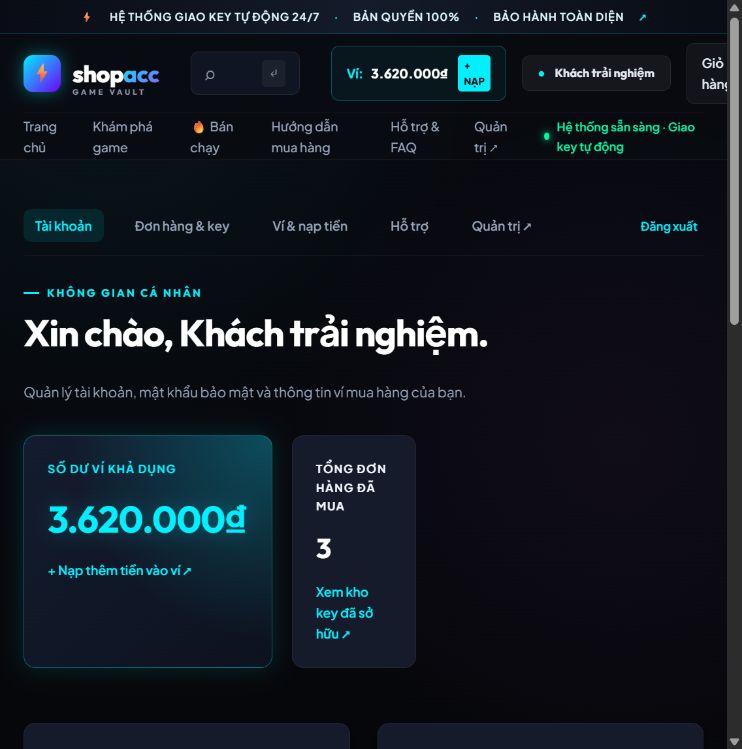 HỆ THỐNG GIAO KEY TỰ ĐỘNG 24/7 · BẢN QUYỀN 100% · BẢO HÀNH TOÀN DIỆN ↗
shopacc
GAME VAULT
Ví: 3.620.000₫
+
NẠP
Khách trải nghiệm
Giỏ
hàng
Trang
chủ
Khám phá
game
🔥 Bán
chạy
Hướng dẫn
mua hàng
Hỗ trợ &
FAQ
Quản
trị ↗
Hệ thống sẵn sàng · Giao
key tự động
Tài khoản
Đơn hàng & key
Ví & nạp tiền
Hỗ trợ
Quản trị ↗
Đăng xuất
KHÔNG GIAN CÁ NHÂN
Xin chào, Khách trải nghiệm.
Quản lý tài khoản, mật khẩu bảo mật và thông tin ví mua hàng của bạn.
SỐ DƯ VÍ KHẢ DỤNG
3.620.000₫
+ Nạp thêm tiền vào ví ↗
TỔNG ĐƠN
HÀNG ĐÃ
MUA
3
Xem kho
key đã sở
hữu ↗